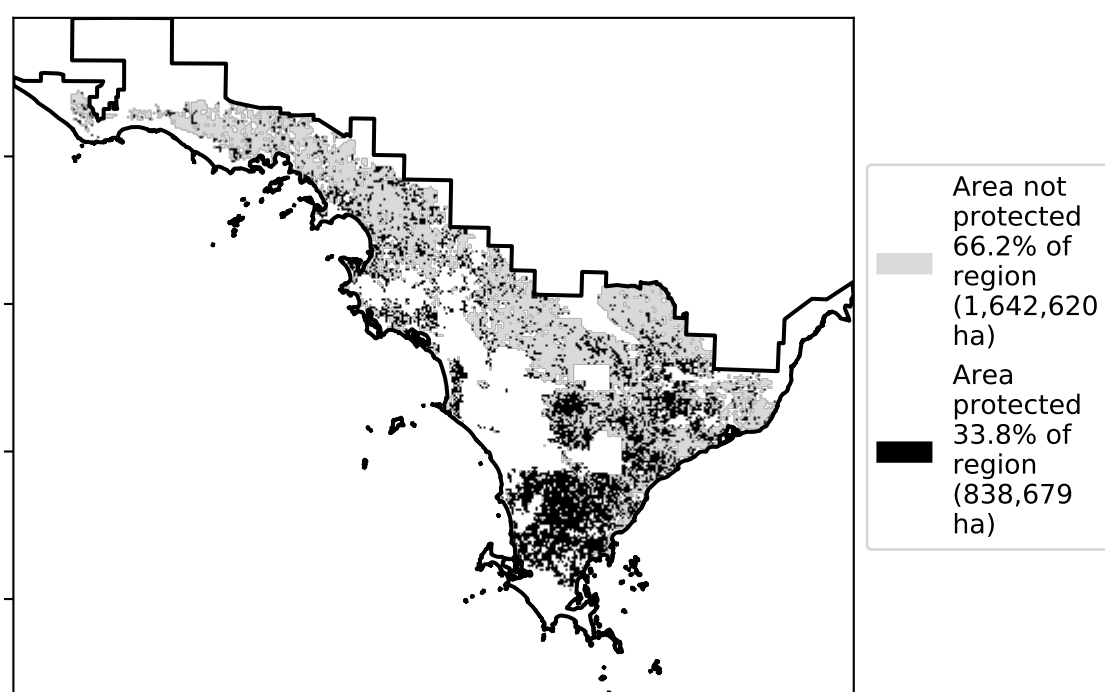 Area not
protected
66.2% of
region
(1,642,620
ha)
Area
protected
33.8% of
region
(838,679
ha)